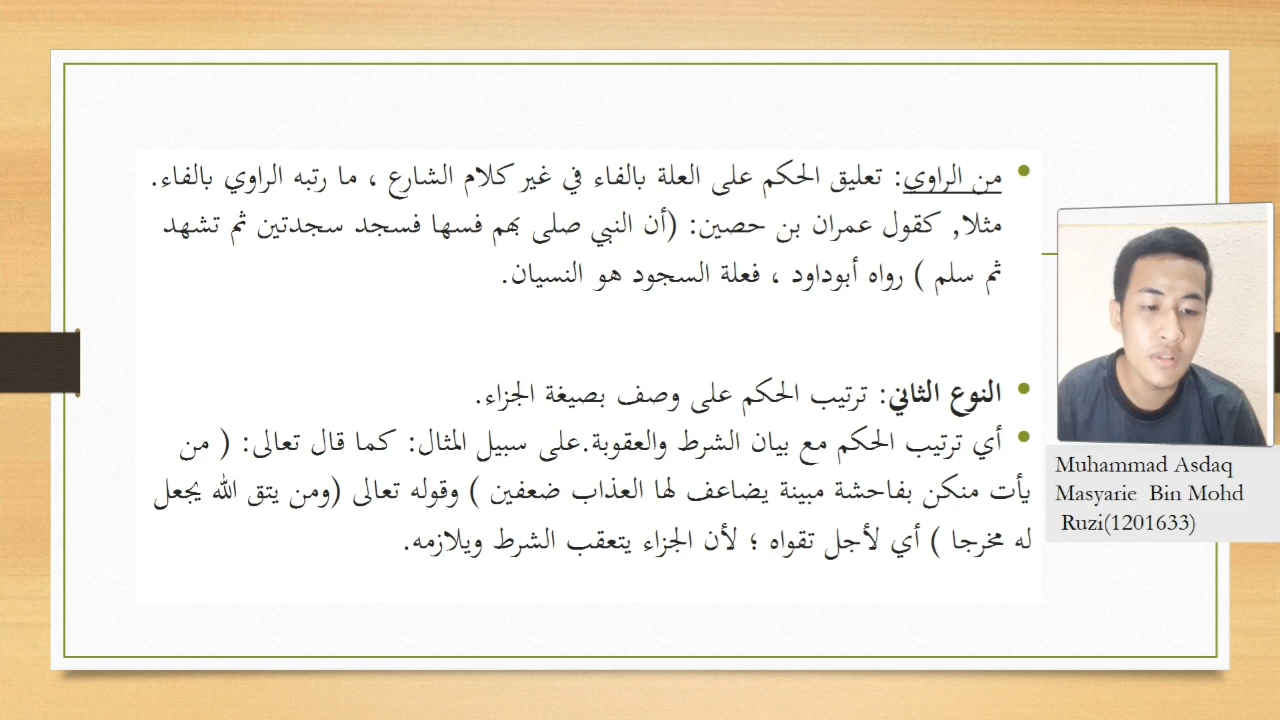 من الراوي: تعليق الحكم على العلة بالفاء في غير كلام الشارع ، ما رتبه الراوي بالفاء.
مثلا, كقول عمران بن حصين: (أن النبي صلى بهم فسها فسجد سجدتين ثم تشهد
ثم سلم ) رواه أبوداود ، فعلة السجود هو النسيان.
النوع الثاني: ترتيب الحكم على وصف بصيغة الجزاء.
أي ترتيب الحكم مع بيان الشرط والعقوبة.على سبيل المثال: كما قال تعالى: ( من
يأت منكن بفاحشة مبينة يضاعف لها العذاب ضعفين ) وقوله تعالى (ومن يتق الله يجعل
له مخرجا ) أي لأجل تقواه ؛ لأن الجزاء يتعقب الشرط ويلازمه.
Muhammad Asdaq
Masyarie Bin Mohd
Ruzi(1201633)